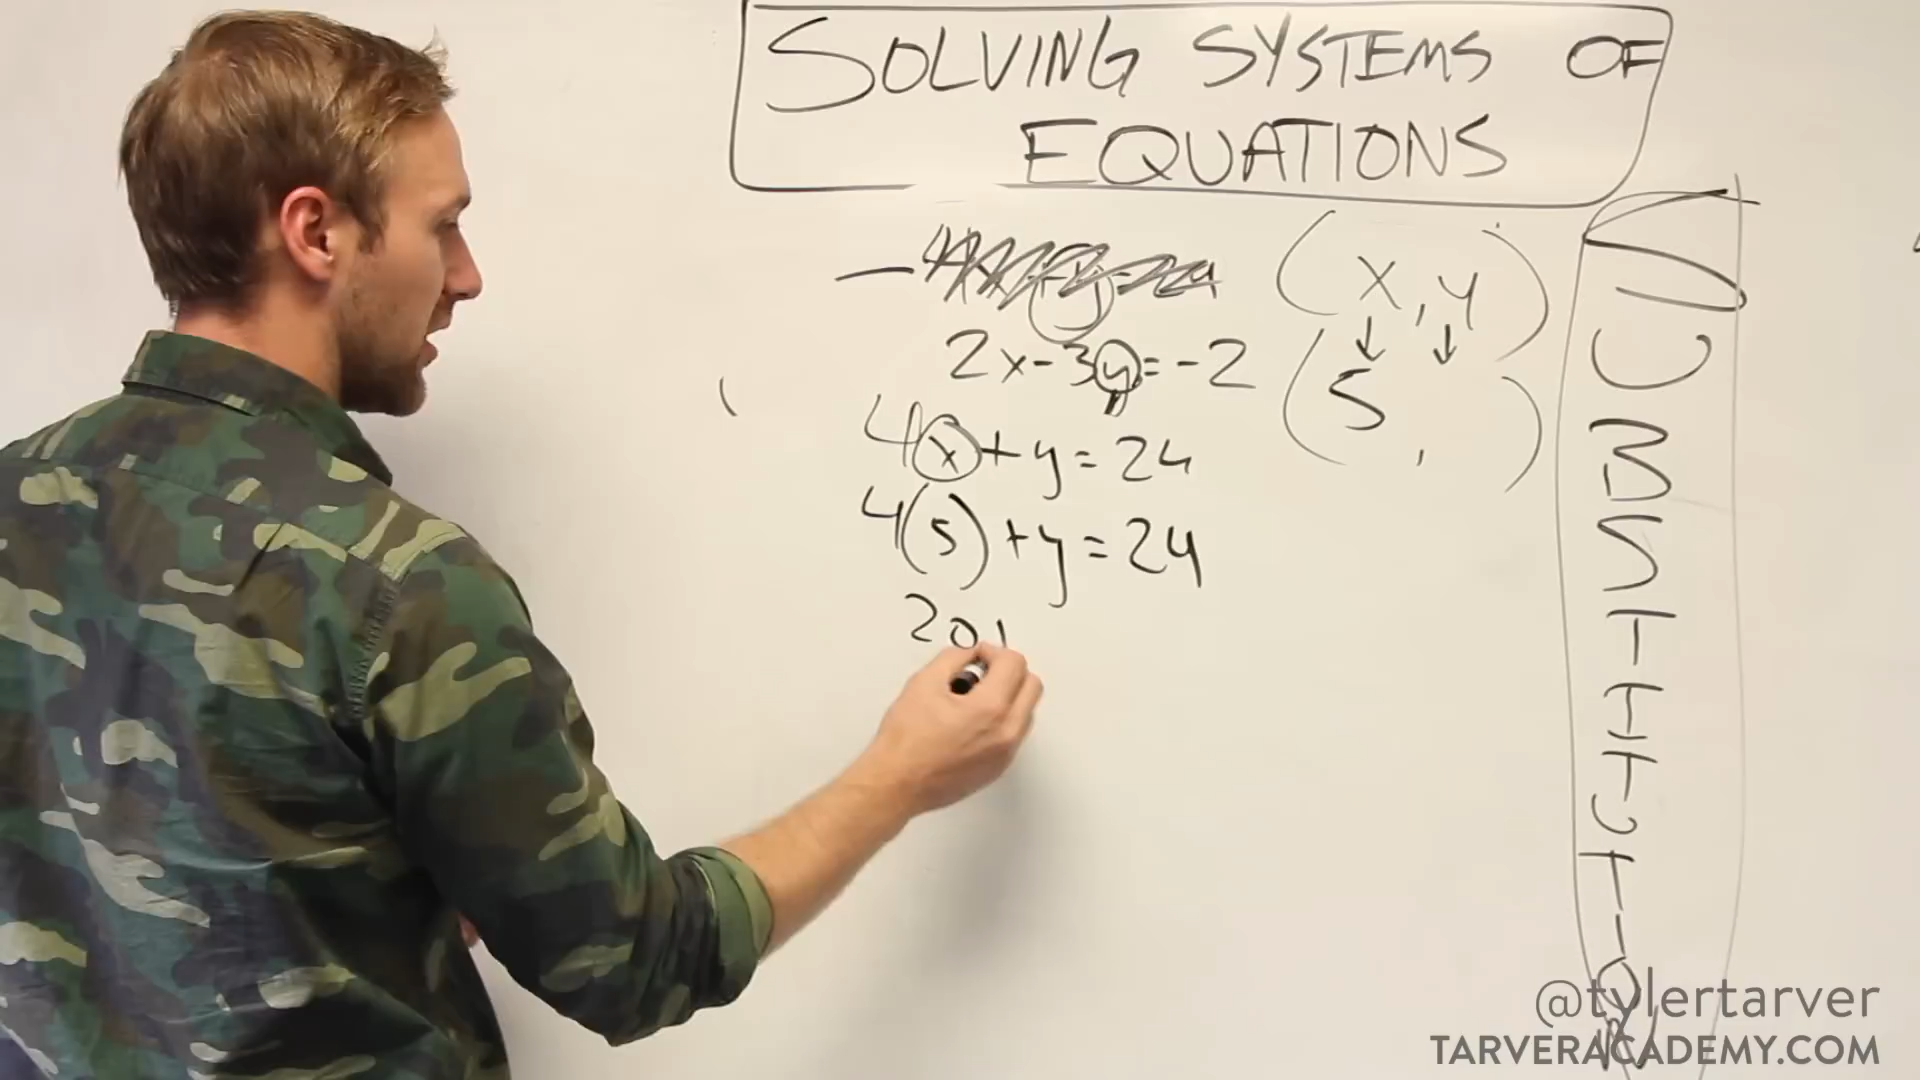 SOLVING SYSTEMS OF
EQUATIONS
(x, y)
2x-3y=-2
(5, )
4x+y=24
4(5)+y=24
20
SUBSTITUTION
@tylertarver
TARVERACADEMY.COM